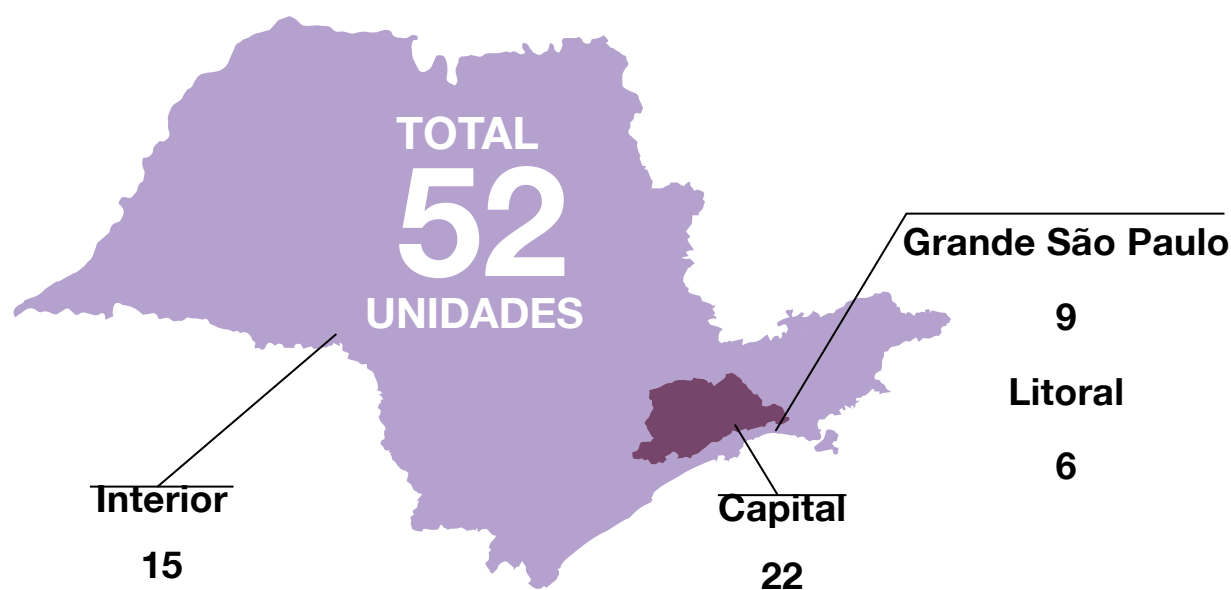 TOTAL
52
UNIDADES
Grande São Paulo
9
Litoral
6
Interior
15
Capital
22